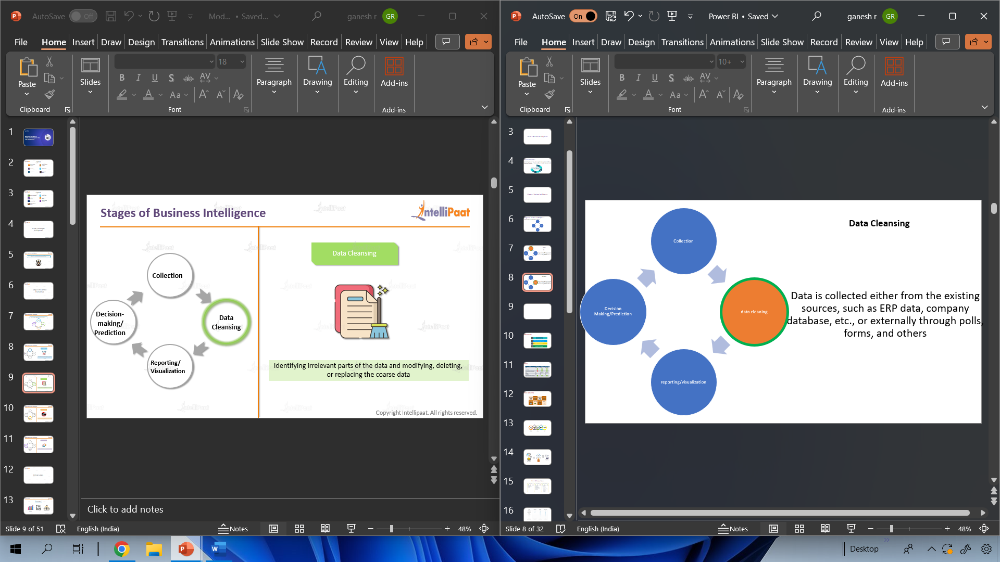 AutoSave Off Mod... • Saved... ganesh r GR
File Home Insert Draw Design Transitions Animations Slide Show Record Review View Help
Paste Slides 18 Paragraph Drawing Editing Add-ins
B I U S ab AV
A Aa A A A
Clipboard Font Add-ins
1
2
3
4
5
6
7
8
9
10
11
12
13
Stages of Business Intelligence
IntelliPaat
Collection
Decision-
making/
Prediction
Data
Cleansing
Reporting/
Visualization
Data Cleansing
Identifying irrelevant parts of the data and modifying, deleting,
or replacing the coarse data
Copyright Intellipaat. All rights reserved.
Click to add notes
Slide 9 of 51 English (India) Notes 48%
AutoSave On Power BI • Saved ganesh r GR
File Home Insert Draw Design Transitions Animations Slide Show Record Review View Help
Paste Slides 10+ Paragraph Drawing Editing Add-ins
B I U S ab AV
A Aa A A A
Clipboard Font Add-ins
3
4
5
6
7
8
9
10
11
12
13
14
15
16
Data Cleansing
Collection
Decision
Making/Prediction
data cleaning
reporting/visualization
Data is collected either from the existing
sources, such as ERP data, company
database, etc., or externally through polls,
forms, and others
Slide 8 of 32 English (India) Notes 48%
Desktop